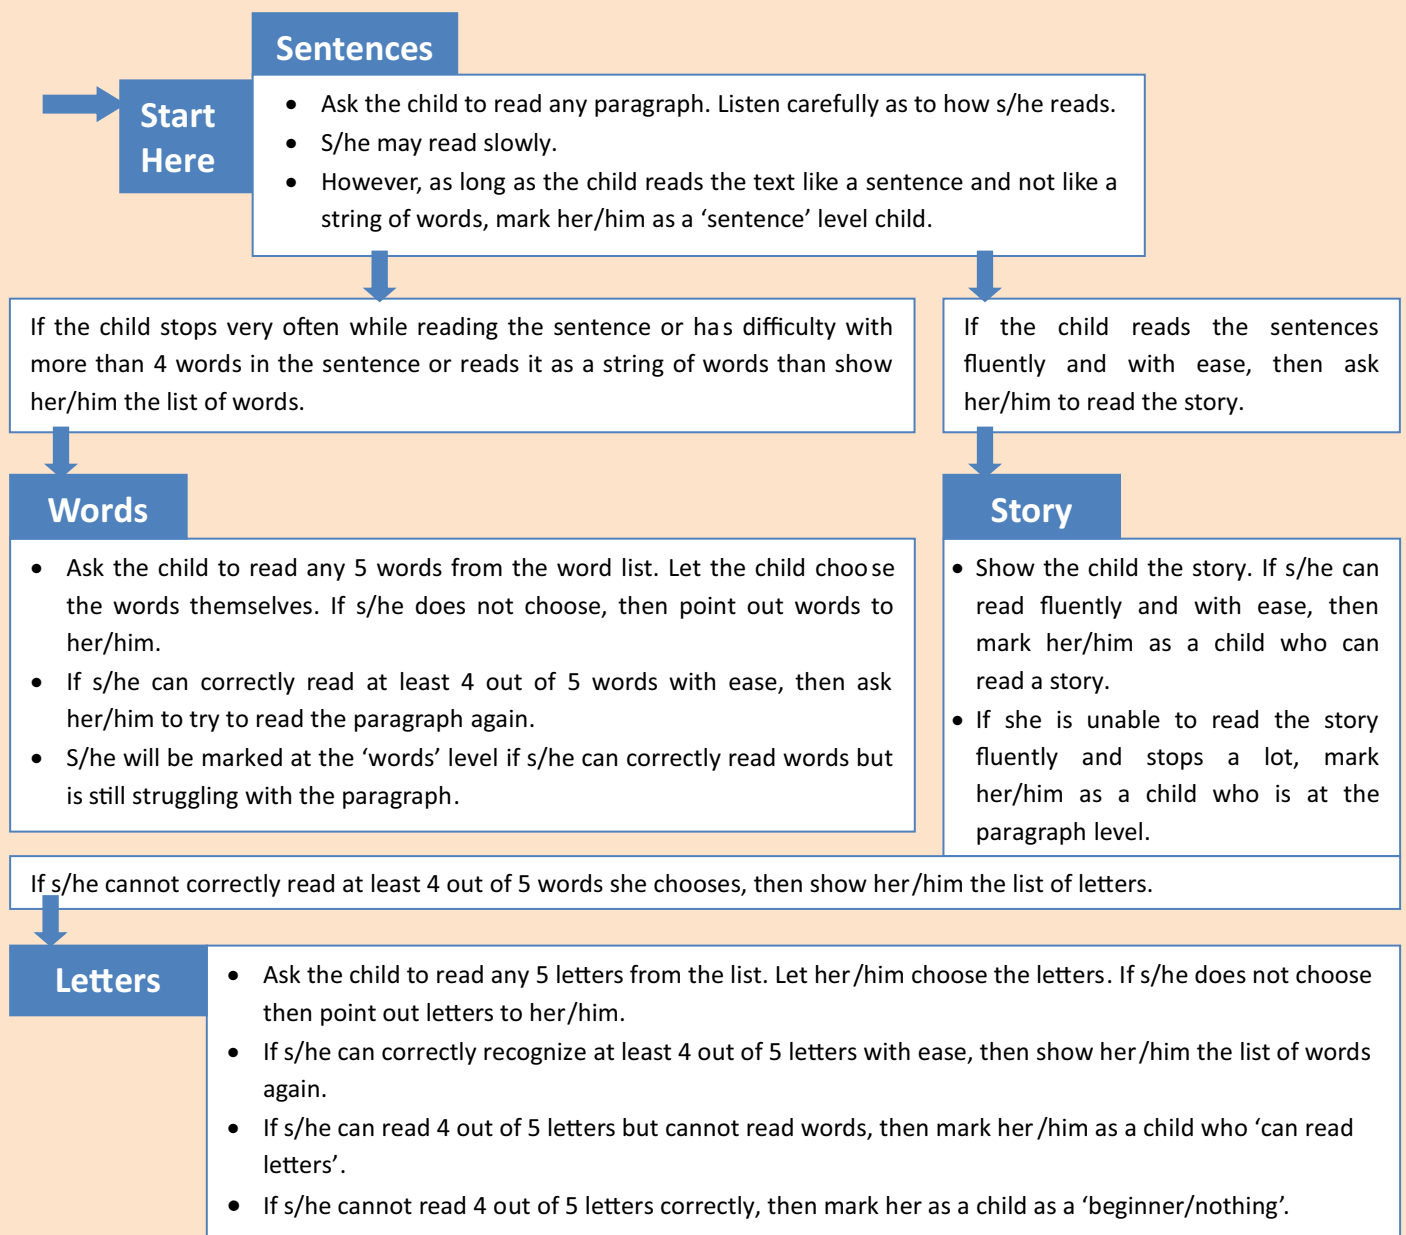 Sentences
Start
Here
• Ask the child to read any paragraph. Listen carefully as to how s/he reads.
• S/he may read slowly.
• However, as long as the child reads the text like a sentence and not like a
string of words, mark her/him as a ‘sentence’ level child.
If the child stops very often while reading the sentence or has difficulty with
more than 4 words in the sentence or reads it as a string of words than show
her/him the list of words.
If the child reads the sentences
fluently and with ease, then ask
her/him to read the story.
Words
• Ask the child to read any 5 words from the word list. Let the child choose
the words themselves. If s/he does not choose, then point out words to
her/him.
• If s/he can correctly read at least 4 out of 5 words with ease, then ask
her/him to try to read the paragraph again.
• S/he will be marked at the ‘words’ level if s/he can correctly read words but
is still struggling with the paragraph.
Story
• Show the child the story. If s/he can
read fluently and with ease, then
mark her/him as a child who can
read a story.
• If she is unable to read the story
fluently and stops a lot, mark
her/him as a child who is at the
paragraph level.
If s/he cannot correctly read at least 4 out of 5 words she chooses, then show her/him the list of letters.
Letters
• Ask the child to read any 5 letters from the list. Let her/him choose the letters. If s/he does not choose
then point out letters to her/him.
• If s/he can correctly recognize at least 4 out of 5 letters with ease, then show her/him the list of words
again.
• If s/he can read 4 out of 5 letters but cannot read words, then mark her/him as a child who ‘can read
letters’.
• If s/he cannot read 4 out of 5 letters correctly, then mark her as a child as a ‘beginner/nothing’.